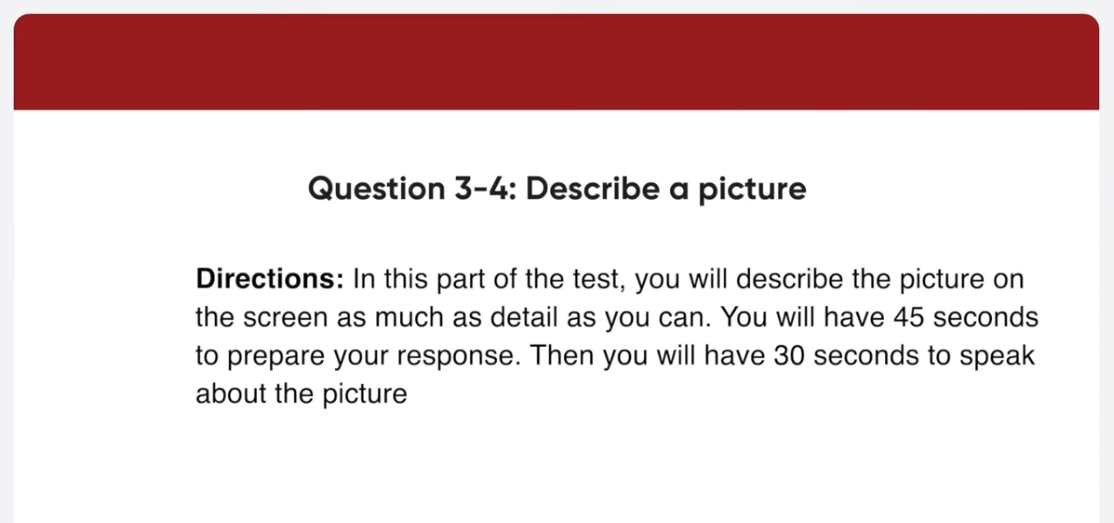 Question 3-4: Describe a picture
Directions: In this part of the test, you will describe the picture on
the screen as much as detail as you can. You will have 45 seconds
to prepare your response. Then you will have 30 seconds to speak
about the picture